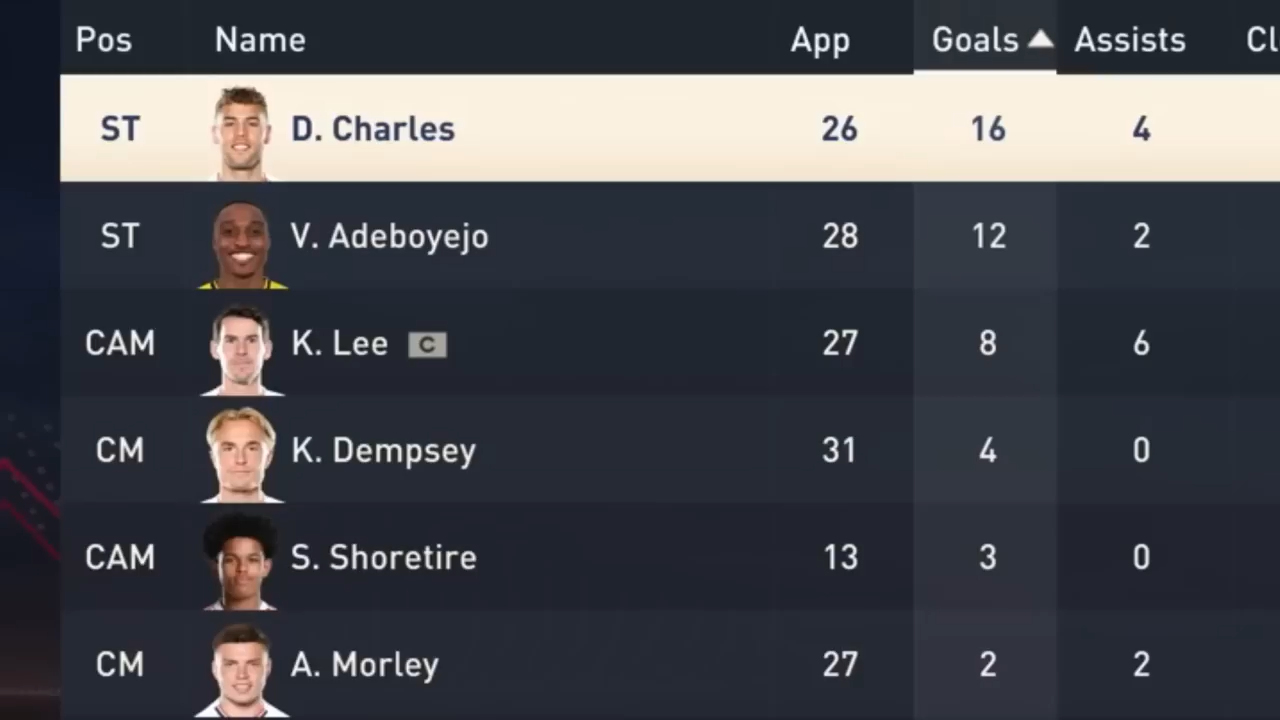 Pos Name App Goals Assists Cl
ST D. Charles 26 16 4
ST V. Adeboyejo 28 12 2
CAM K. Lee C 27 8 6
CM K. Dempsey 31 4 0
CAM S. Shoretire 13 3 0
CM A. Morley 27 2 2